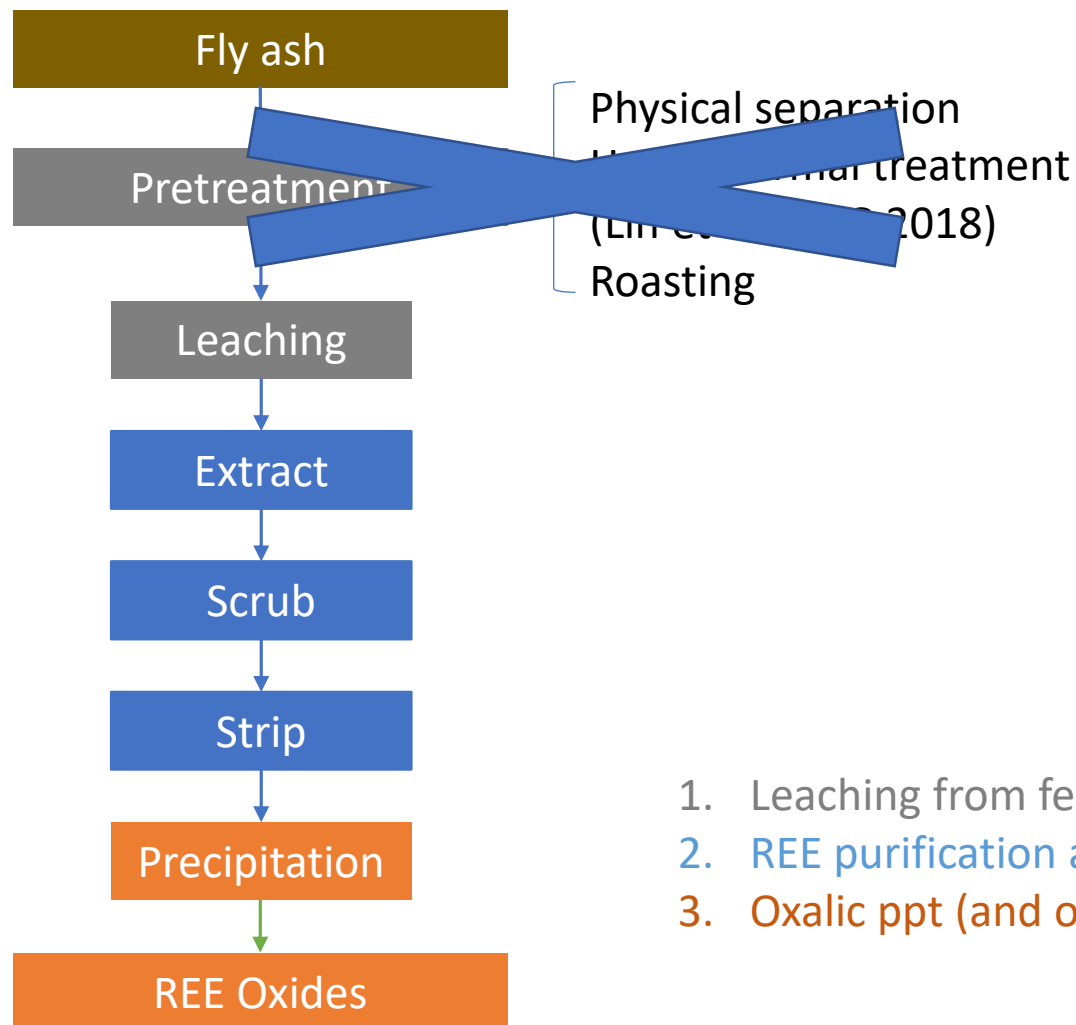 Fly ash
Physical separation
Pretreatment
treatment
2018)
Roasting
Leaching
Extract
Scrub
Strip
1. Leaching from fe
2. REE purification a
3. Oxalic ppt (and o
Precipitation
REE Oxides